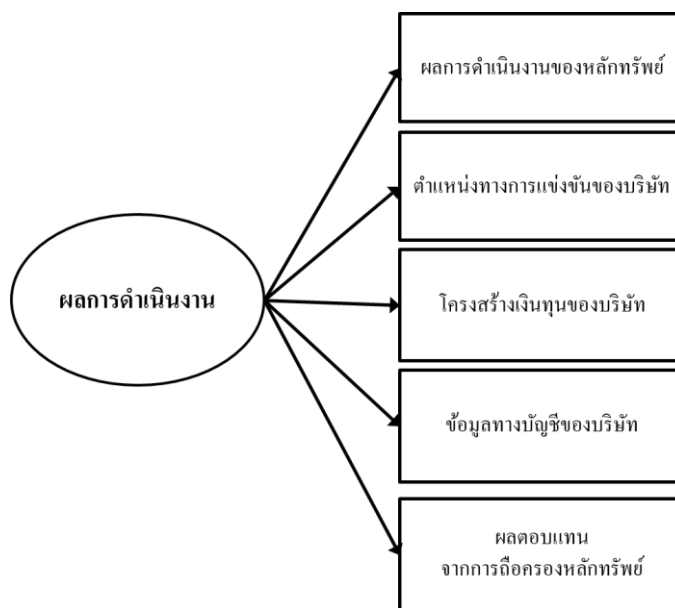 ผลการดำเนินงาน
ผลการดำเนินงานของหลักทรัพย์
ตำแหน่งทางการแข่งขันของบริษัท
โครงสร้างเงินทุนของบริษัท
ข้อมูลทางบัญชีของบริษัท
ผลตอบแทน
จากการถือครองหลักทรัพย์